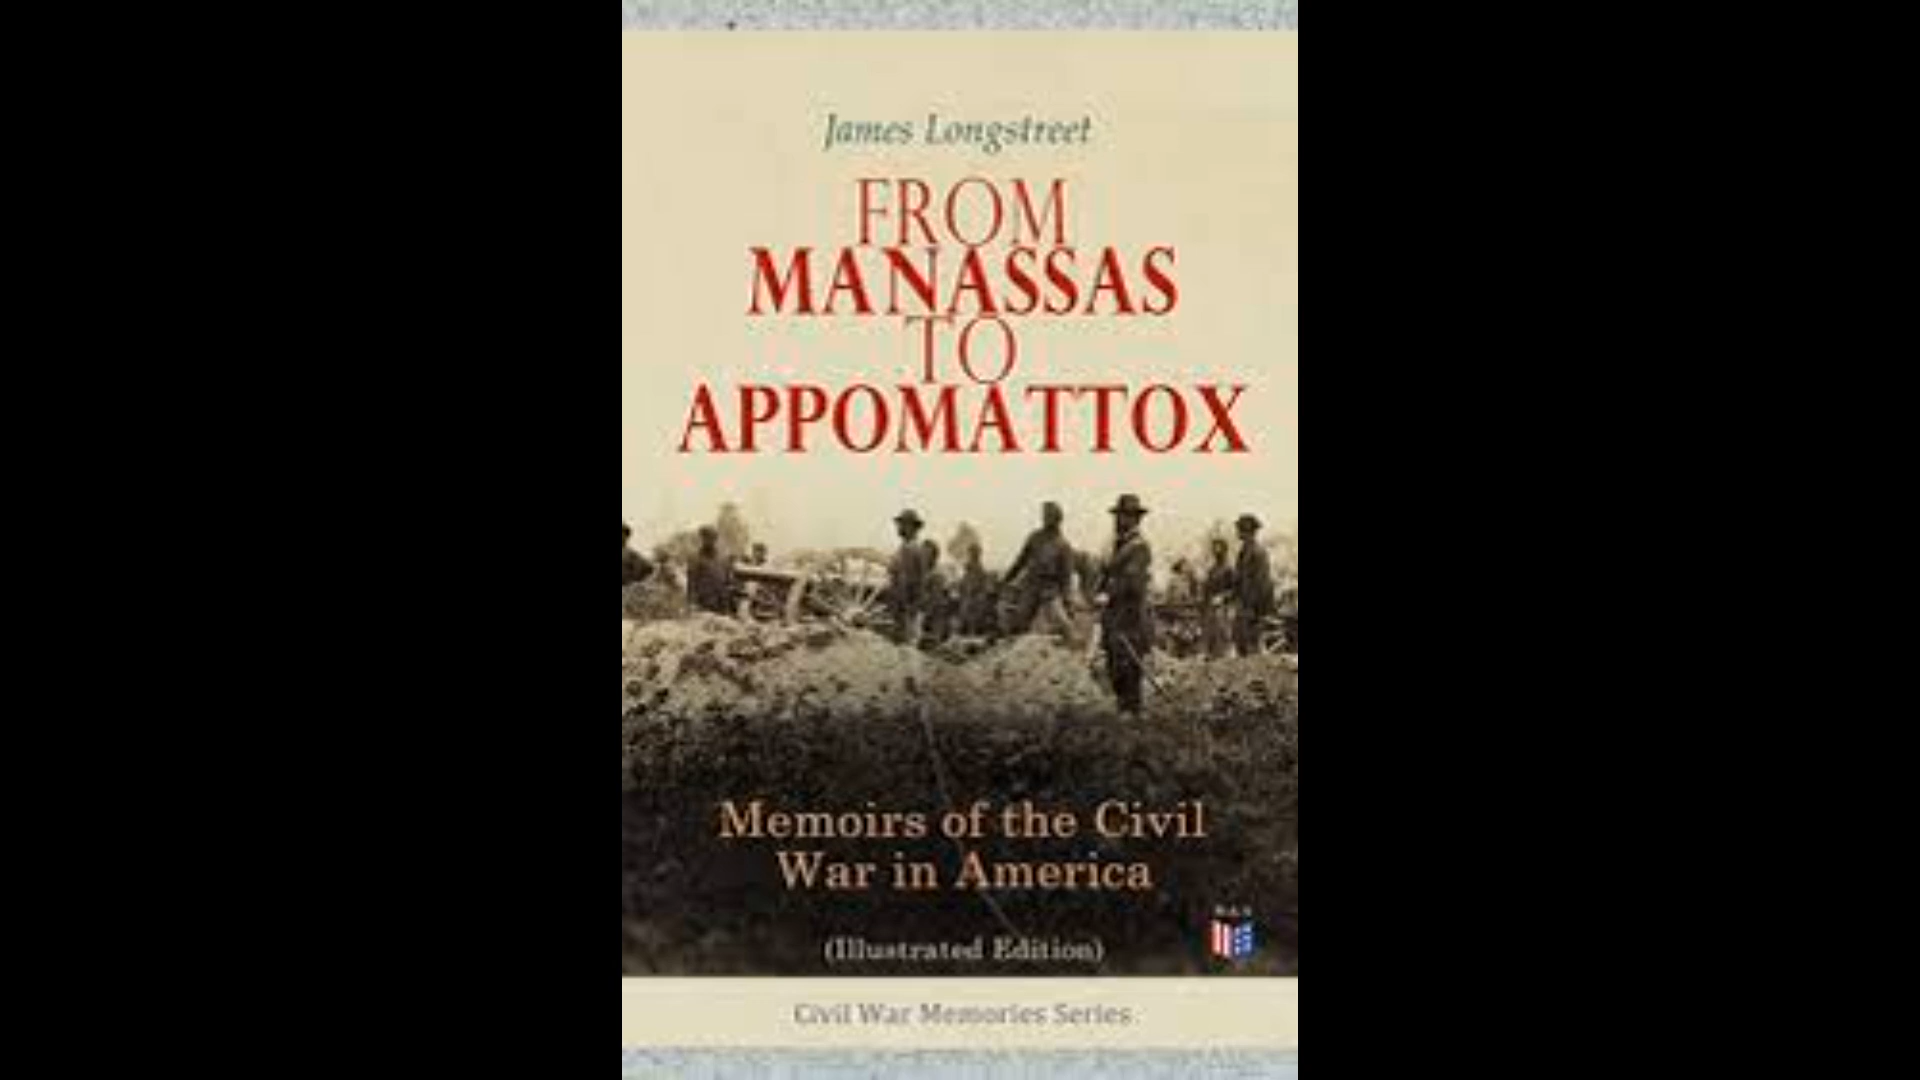 James Longstreet
FROM
MANASSAS
TO
APPOMATTOX
Memoirs of the Civil
War in America
(Illustrated Edition)
Civil War Memories Series